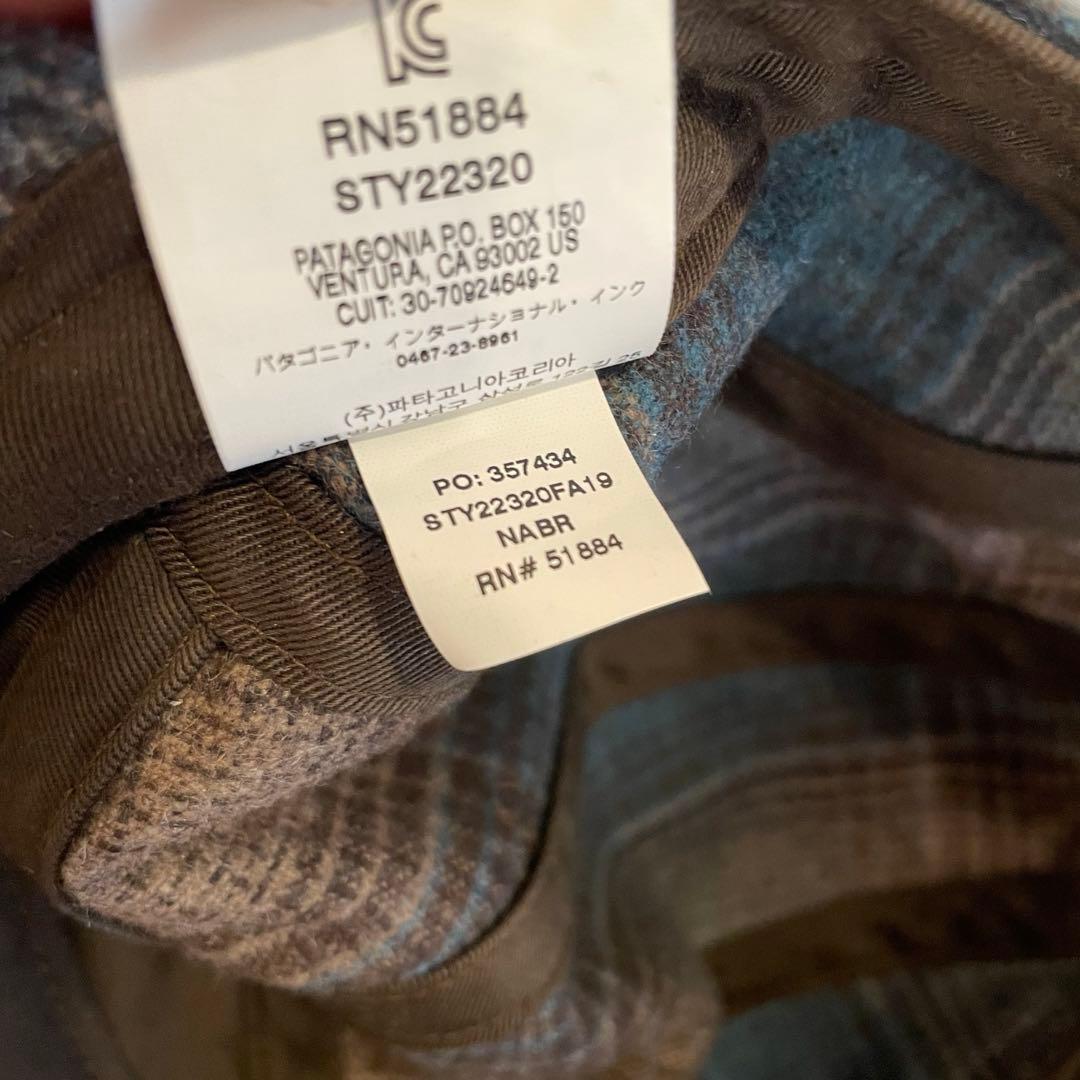 KC
RN51884
STY22320
PATAGONIA P.O. BOX 150
VENTURA, CA 93002 US
CUIT: 30-70924649-2
パタゴニア・インターナショナル・インク
0467-23-8961
(주)파타고니아코리아
PO: 357434
STY22320FA19
NABR
RN# 51884